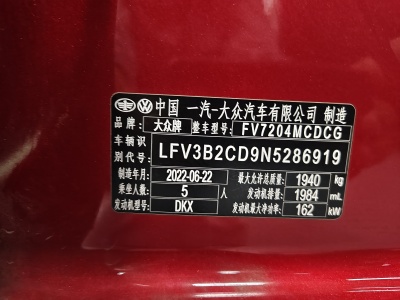 中国 一汽-大众汽车有限公司 制造
品牌: 大众牌 整车型号: FV7204MCDCG
车辆识别代号: LFV3B2CD9N5286919
制造年月 2022-06-22 最大允许总质量: 1940 kg
乘坐人数 5 人 发动机排量: 1984 mL
发动机型号: DKX 发动机最大净功率: 162 kW